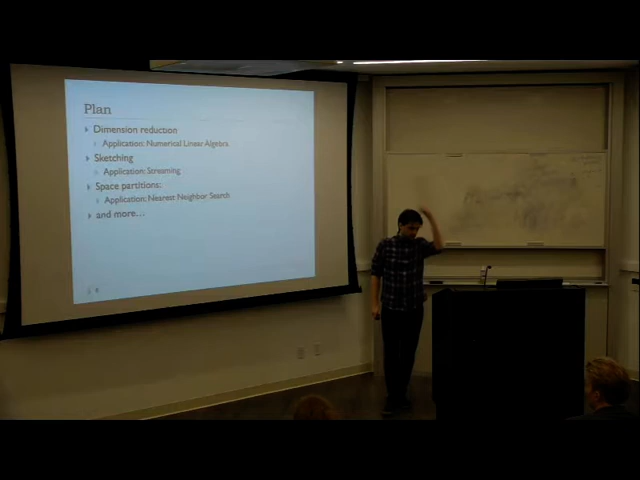 Plan
Dimension reduction
Application: Numerical Linear Algebra
Sketching
Application: Streaming
Space partitions:
Application: Nearest Neighbor Search
and more...